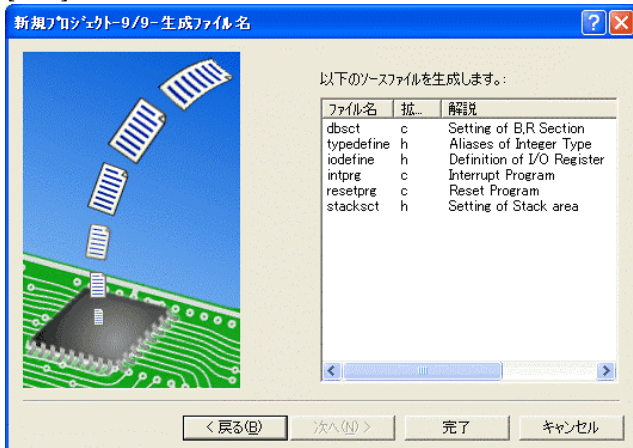 新規プロジェクト-9/9-生成ファイル名
以下のソースファイルを生成します。:
ファイル名 拡... 解説
dbsct c Setting of B,R Section
typedefine h Aliases of Integer Type
iodefine h Definition of I/O Register
intprg c Interrupt Program
resetprg c Reset Program
stacksct h Setting of Stack area
< 戻る(B) 次へ(N) > 完了 キャンセル